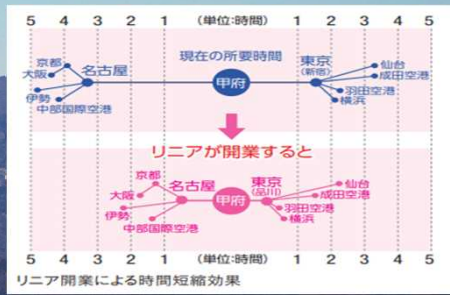 5 4 3 2 1 (単位:時間) 1 2 3 4 5
京都
大阪
名古屋
伊勢
中部国際空港
現在の所要時間
甲府
東京
(新宿)
仙台
成田空港
羽田空港
横浜
リニアが開業すると
京都
大阪
名古屋
伊勢
中部国際空港
甲府
東京
(品川)
仙台
成田空港
羽田空港
横浜
5 4 3 2 1 (単位:時間) 1 2 3 4 5
リニア開業による時間短縮効果